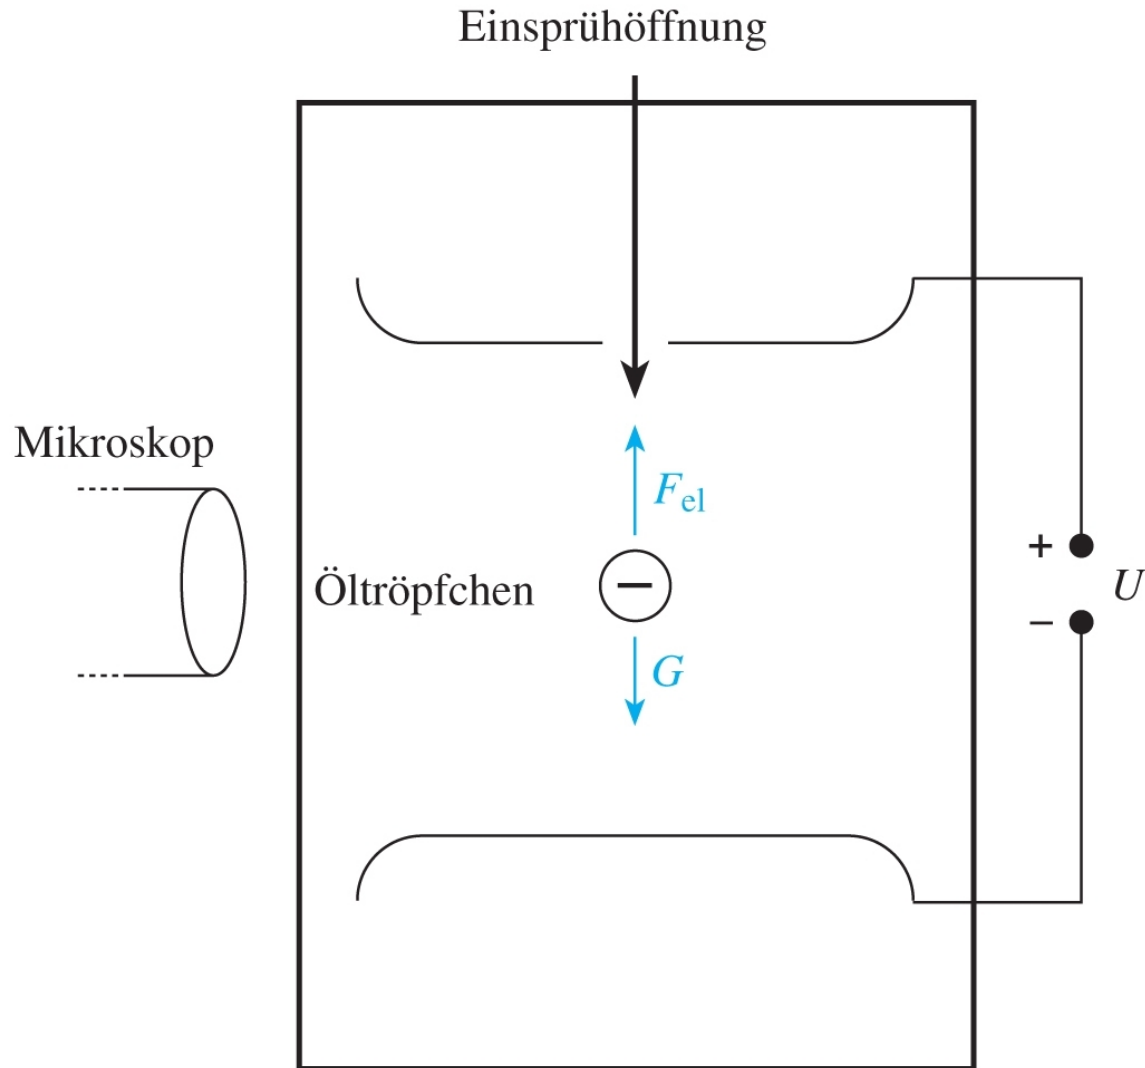 Einsprühöffnung
Mikroskop
F_el
Öltröpfchen
−
G
+
−
U